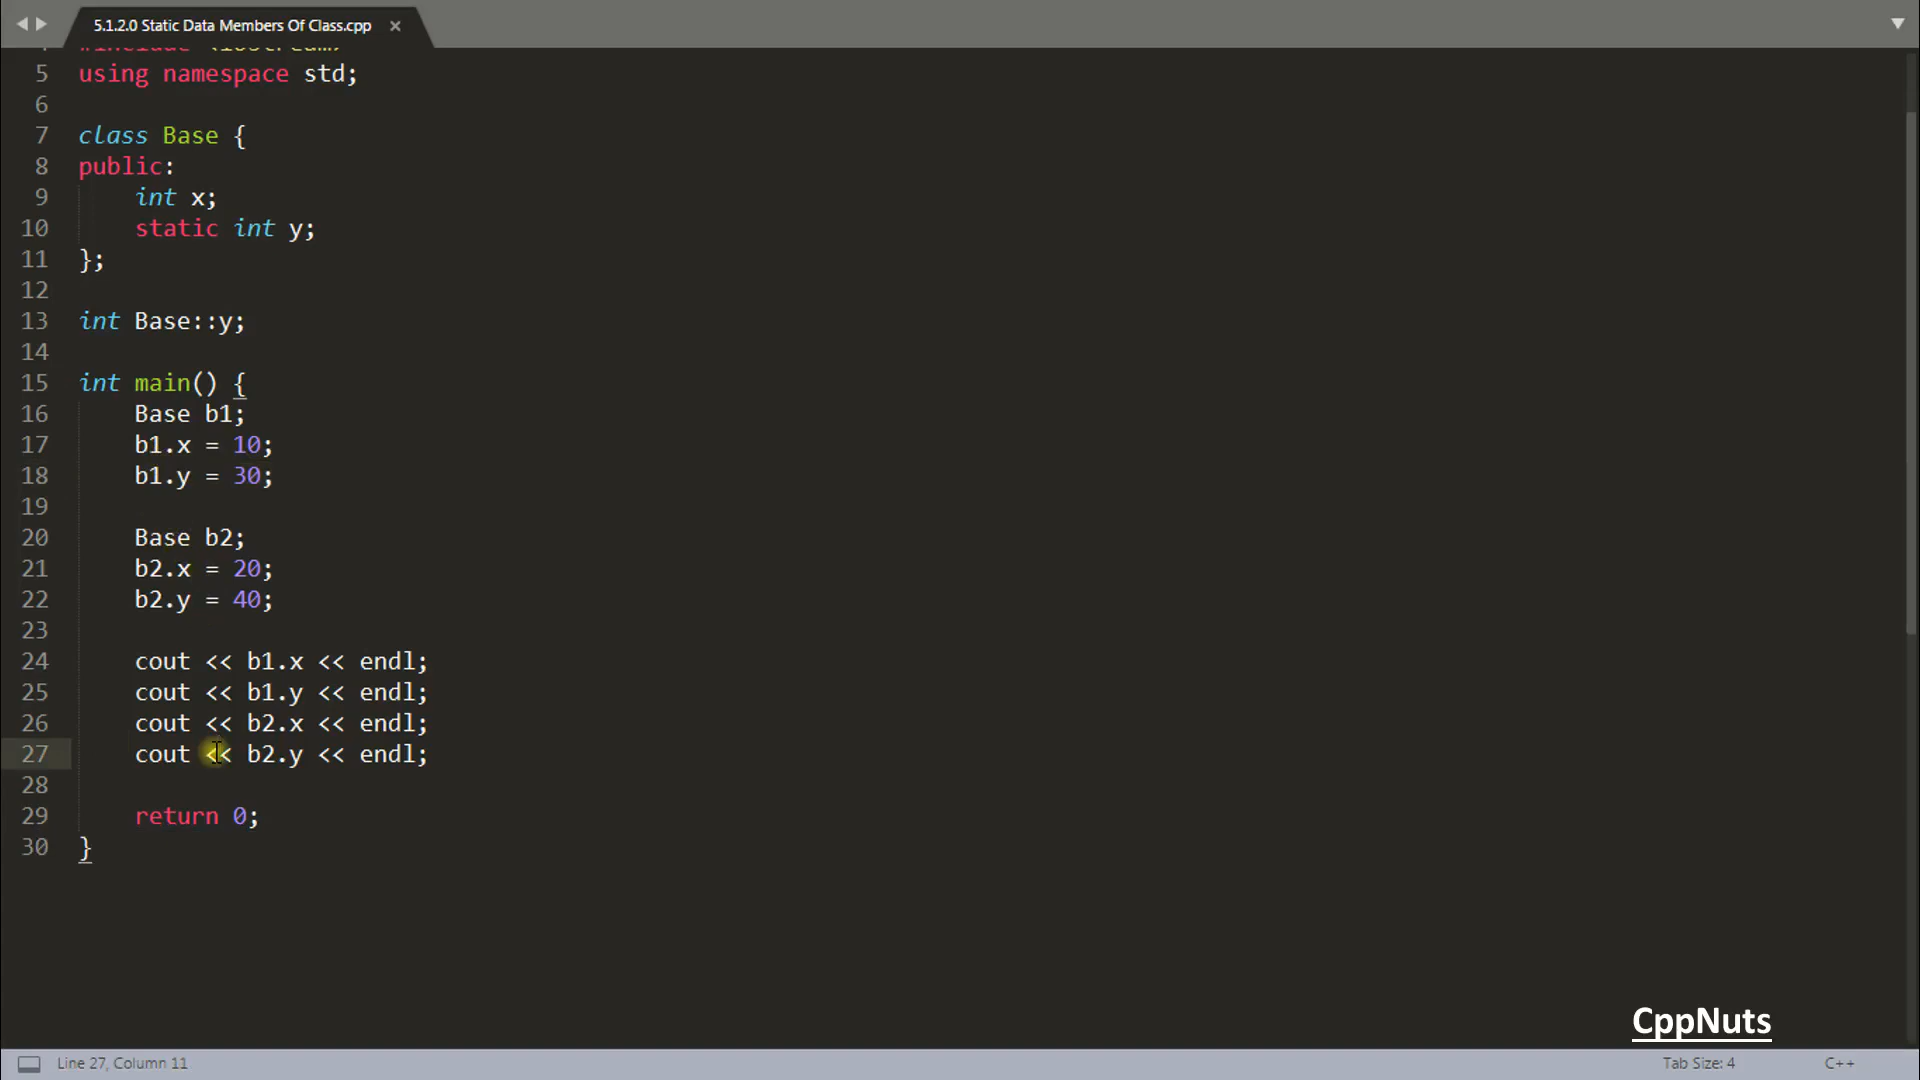 5.1.2.0 Static Data Members Of Class.cpp ×
5 using namespace std;
6
7 class Base {
8 public:
9 int x;
10 static int y;
11 };
12
13 int Base::y;
14
15 int main() {
16 Base b1;
17 b1.x = 10;
18 b1.y = 30;
19
20 Base b2;
21 b2.x = 20;
22 b2.y = 40;
23
24 cout << b1.x << endl;
25 cout << b1.y << endl;
26 cout << b2.x << endl;
27 cout << b2.y << endl;
28
29 return 0;
30 }
CppNuts
Line 27, Column 11 Tab Size: 4 C++